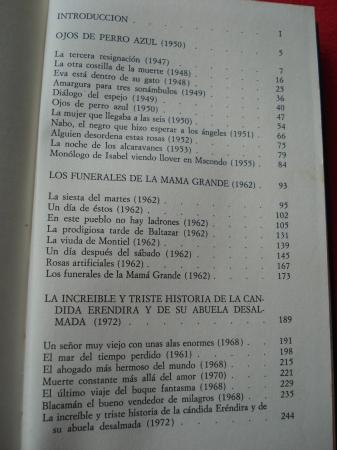 INTRODUCCION 1
OJOS DE PERRO AZUL (1950) 5
La tercera resignación (1947) 7
La otra costilla de la muerte (1948) 16
Eva está dentro de su gato (1948) 25
Amargura para tres sonámbulos (1949) 36
Diálogo del espejo (1949) 40
Ojos de perro azul (1950) 47
La mujer que llegaba a las seis (1950) 54
Nabo, el negro que hizo esperar a los ángeles (1951) 66
Alguien desordena estas rosas (1952) 75
La noche de los alcaravanes (1953) 79
Monólogo de Isabel viendo llover en Macondo (1955) 84
LOS FUNERALES DE LA MAMA GRANDE (1962) 93
La siesta del martes (1962) 95
Un día de éstos (1962) 102
En este pueblo no hay ladrones (1962) 105
La prodigiosa tarde de Baltazar (1962) 131
La viuda de Montiel (1962) 139
Un día después del sábado (1962) 145
Rosas artificiales (1962) 167
Los funerales de la Mamá Grande (1962) 173
LA INCREIBLE Y TRISTE HISTORIA DE LA CAN-
DIDA ERENDIRA Y DE SU ABUELA DESAL-
MADA (1972) 189
Un señor muy viejo con unas alas enormes (1968) 191
El mar del tiempo perdido (1961) 198
El ahogado más hermoso del mundo (1968) 215
Muerte constante más allá del amor (1970) 221
El último viaje del buque fantasma (1968) 229
Blacamán el bueno vendedor de milagros (1968) 235
La increíble y triste historia de la cándida Eréndira y de
su abuela desalmada (1972) 244